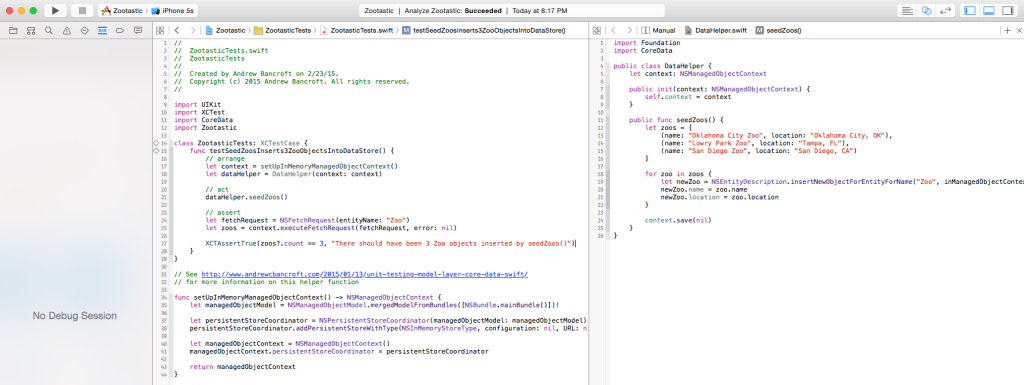 Zootastic iPhone 5s
Zootastic | Analyze Zootastic: Succeeded | Today at 8:17 PM
Zootastic ZootasticTests ZootasticTests.swift testSeedZoosInserts3ZooObjectsIntoDataStore()
//
// ZootasticTests.swift
// ZootasticTests
//
// Created by Andrew Bancroft on 2/23/15.
// Copyright (c) 2015 Andrew Bancroft. All rights reserved.
//
import UIKit
import XCTest
import CoreData
import Zootastic
class ZootasticTests: XCTestCase {
func testSeedZoosInserts3ZooObjectsIntoDataStore() {
// arrange
let context = setUpInMemoryManagedObjectContext()
let dataHelper = DataHelper(context: context)
// act
dataHelper.seedZoos()
// assert
let fetchRequest = NSFetchRequest(entityName: "Zoo")
let zoos = context.executeFetchRequest(fetchRequest, error: nil)
XCTAssertTrue(zoos?.count == 3, "There should have been 3 Zoo objects inserted by seedZoos()")
}
}
// See http://www.andrewcbancroft.com/2015/01/13/unit-testing-model-layer-core-data-swift/
// for more information on this helper function
func setUpInMemoryManagedObjectContext() -> NSManagedObjectContext {
let managedObjectModel = NSManagedObjectModel.mergedModelFromBundles([NSBundle.mainBundle()])!
let persistentStoreCoordinator = NSPersistentStoreCoordinator(managedObjectModel: managedObjectModel)
persistentStoreCoordinator.addPersistentStoreWithType(NSInMemoryStoreType, configuration: nil, URL: n
let managedObjectContext = NSManagedObjectContext()
managedObjectContext.persistentStoreCoordinator = persistentStoreCoordinator
return managedObjectContext
}
No Debug Session
Manual DataHelper.swift seedZoos()
import Foundation
import CoreData
public class DataHelper {
let context: NSManagedObjectContext
public init(context: NSManagedObjectContext) {
self.context = context
}
public func seedZoos() {
let zoos = [
(name: "Oklahoma City Zoo", location: "Oklahoma City, OK"),
(name: "Lowry Park Zoo", location: "Tampa, FL"),
(name: "San Diego Zoo", location: "San Diego, CA")
]
for zoo in zoos {
let newZoo = NSEntityDescription.insertNewObjectForEntityForName("Zoo", inManagedObjectConte
newZoo.name = zoo.name
newZoo.location = zoo.location
}
context.save(nil)
}
}